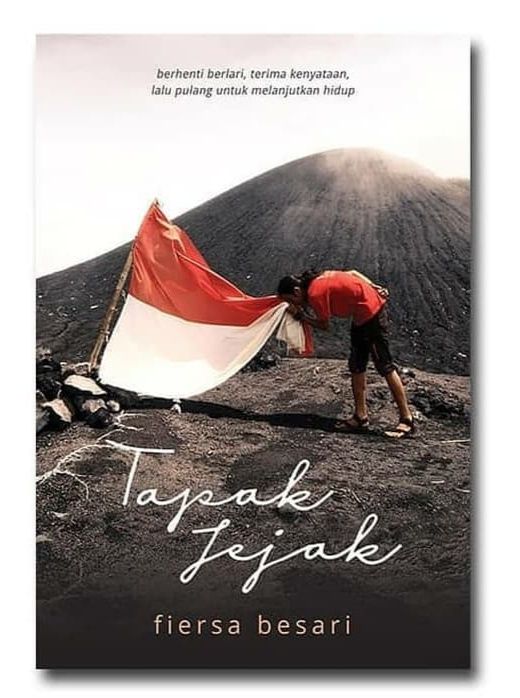 berhenti berlari, terima kenyataan,
lalu pulang untuk melanjutkan hidup
Tapak
Jejak
fiersa besari